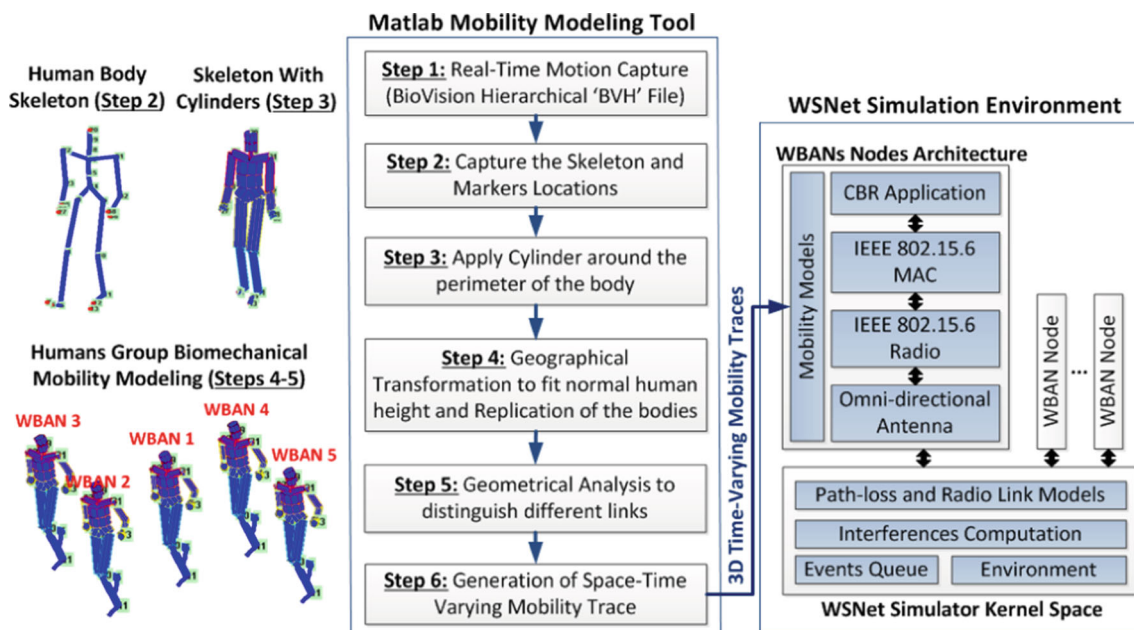 Matlab Mobility Modeling Tool
Human Body
Skeleton (Step 2)
Skeleton With
Cylinders (Step 3)
Humans Group Biomechanical
Mobility Modeling (Steps 4-5)
WBAN 3
WBAN 2
WBAN 1
WBAN 4
WBAN 5
Step 1: Real-Time Motion Capture
(BioVision Hierarchical 'BVH' File)
Step 2: Capture the Skeleton and
Markers Locations
Step 3: Apply Cylinder around the
perimeter of the body
Step 4: Geographical
Transformation to fit normal human
height and Replication of the bodies
Step 5: Geometrical Analysis to
distinguish different links
Step 6: Generation of Space-Time
Varying Mobility Trace
3D Time-Varying Mobility Traces
WSNet Simulation Environment
WBANs Nodes Architecture
Mobility Models
CBR Application
IEEE 802.15.6
MAC
IEEE 802.15.6
Radio
Omni-directional
Antenna
WBAN Node
...
WBAN Node
Path-loss and Radio Link Models
Interferences Computation
Events Queue
Environment
WSNet Simulator Kernel Space